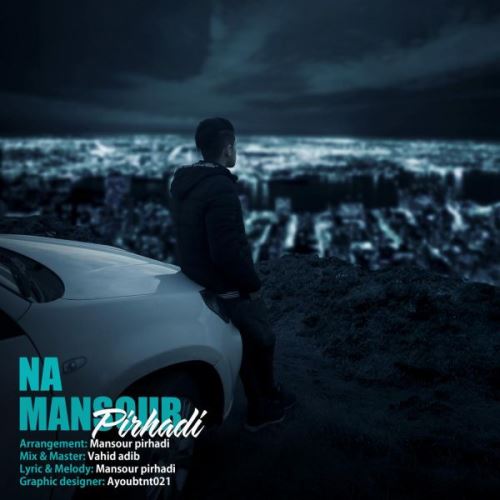 NA
MANSOUR
Pirhadi
Arrangement: Mansour pirhadi
Mix & Master: Vahid adib
Lyric & Melody: Mansour pirhadi
Graphic designer: Ayoubtnt021